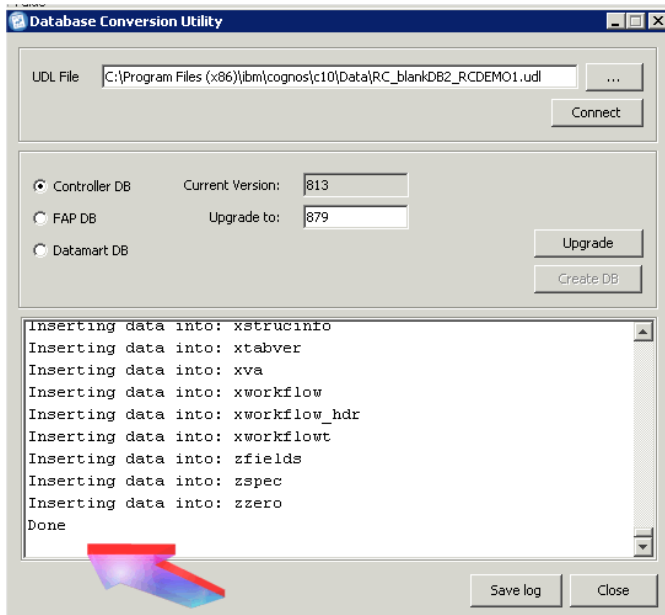 Database Conversion Utility
UDL File C:\Program Files (x86)\ibm\cognos\c10\Data\RC_blankDB2_RCDEMO1.udl ...
Connect
Controller DB Current Version: 813
FAP DB Upgrade to: 879
Datamart DB
Upgrade
Create DB
Inserting data into: xstrucinfo
Inserting data into: xtabver
Inserting data into: xva
Inserting data into: xworkflow
Inserting data into: xworkflow_hdr
Inserting data into: xworkflowt
Inserting data into: zfields
Inserting data into: zspec
Inserting data into: zzero
Done
Save log Close